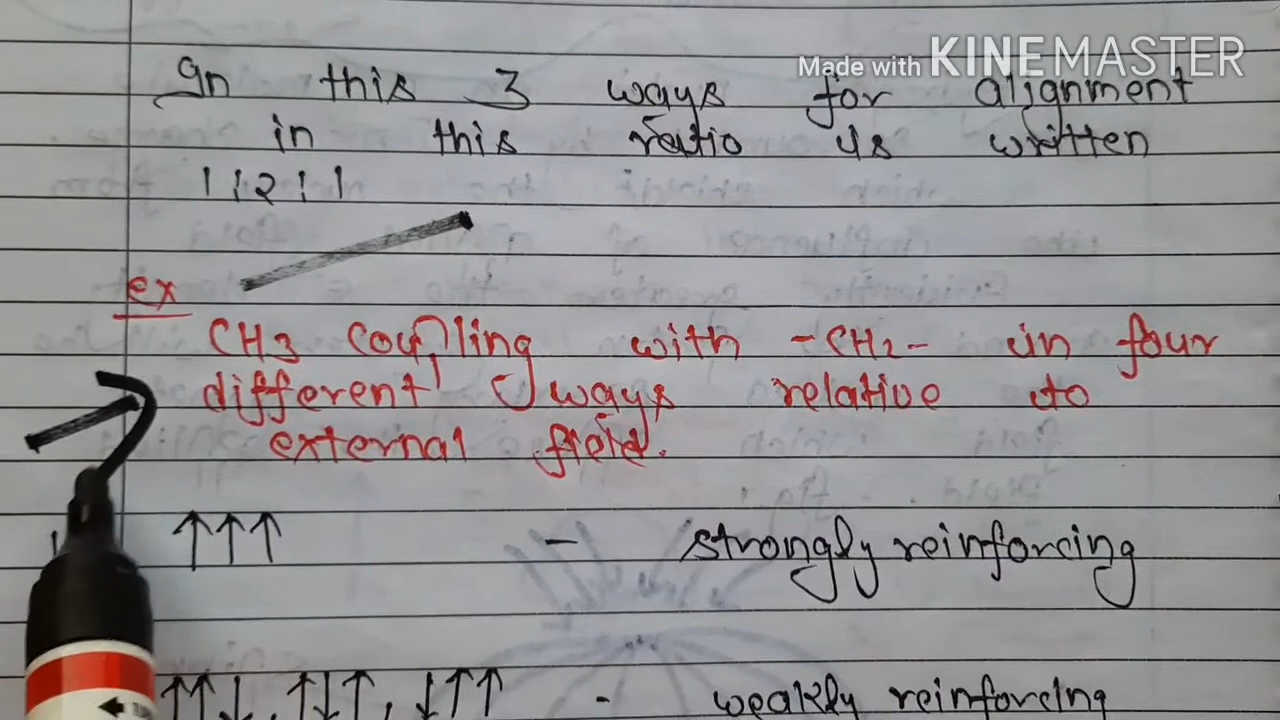 Made with KINEMASTER
In this 3 ways for alignment
in this ratio is written
1:2:1
ex
CH3 coupling with -CH2- in four
different ways relative to
external field.
↑↑↑ - strongly reinforcing
↑↑↓, ↑↓↑, ↓↑↑ - weakly reinforcing